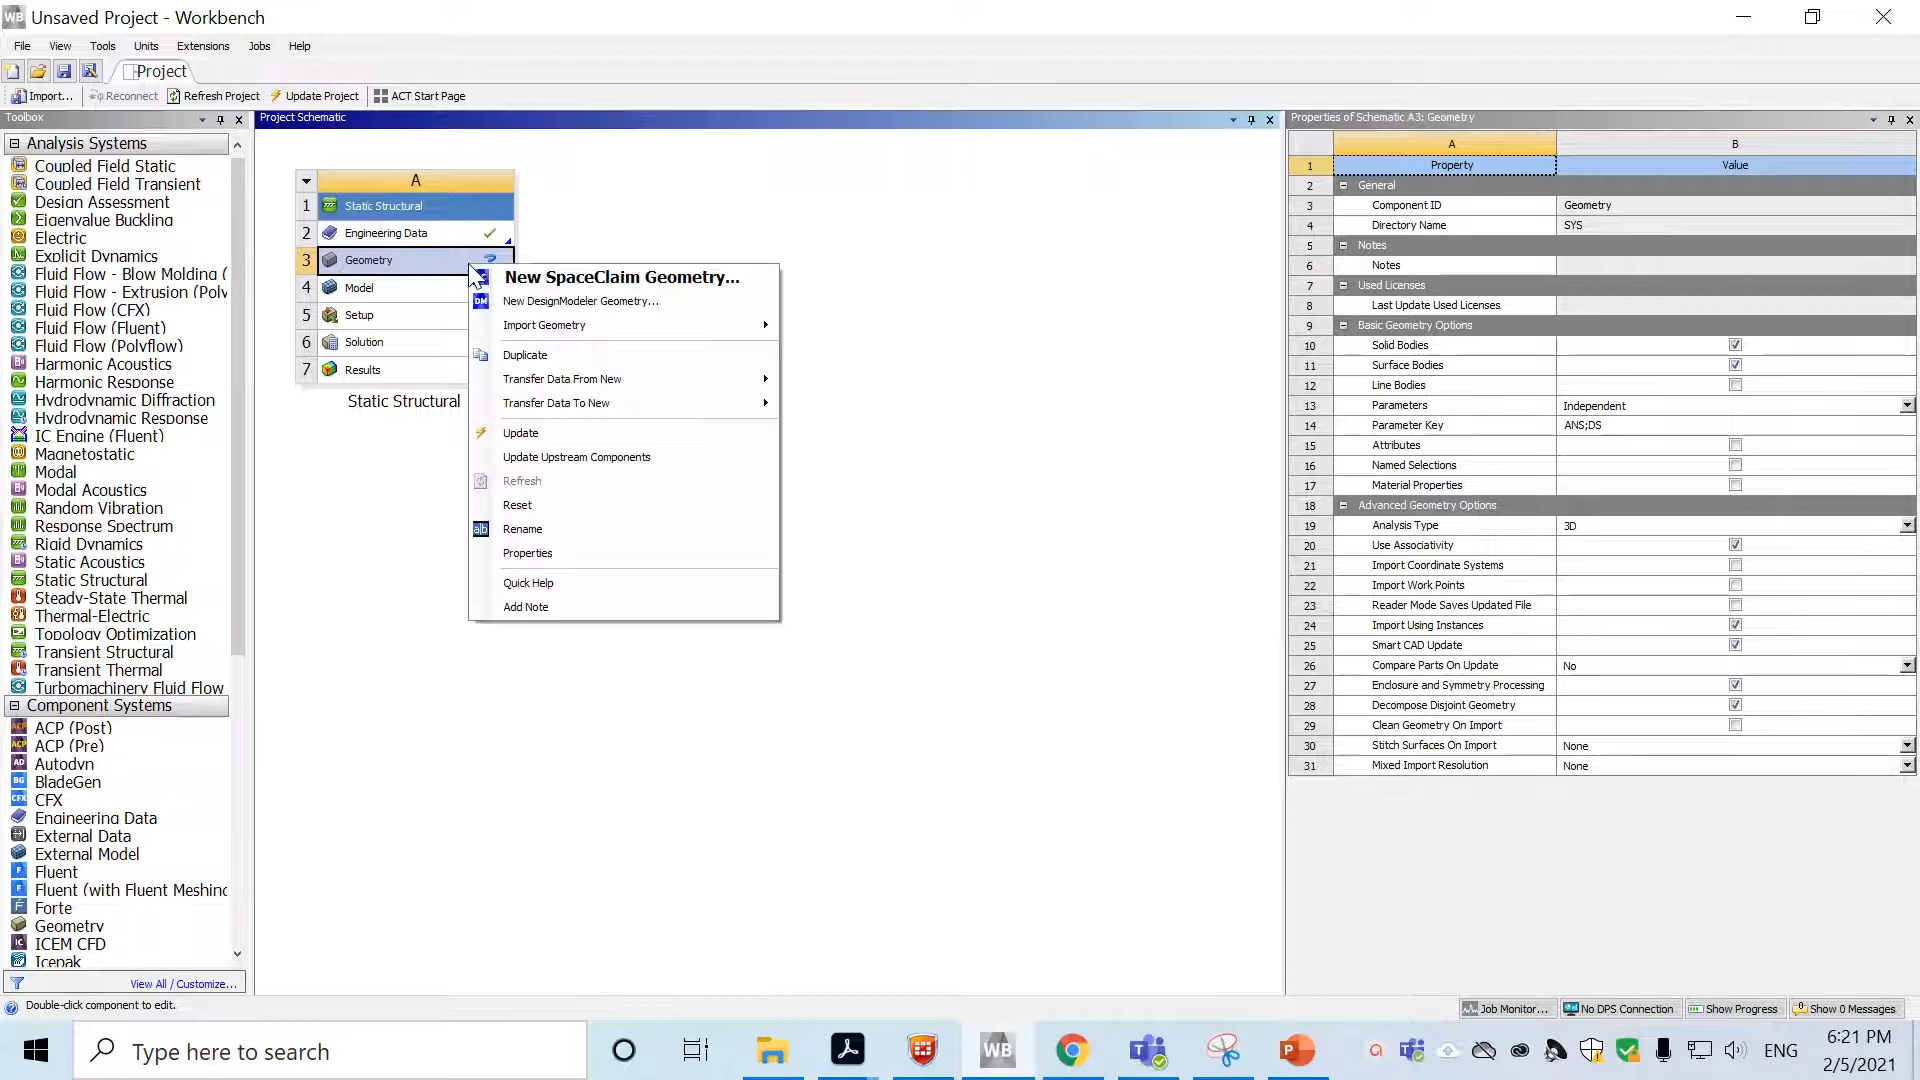 Unsaved Project - Workbench
File View Tools Units Extensions Jobs Help
Project
Import... Reconnect Refresh Project Update Project ACT Start Page
Toolbox
Analysis Systems
Coupled Field Static
Coupled Field Transient
Design Assessment
Eigenvalue Buckling
Electric
Explicit Dynamics
Fluid Flow - Blow Molding (
Fluid Flow - Extrusion (Poly
Fluid Flow (CFX)
Fluid Flow (Fluent)
Fluid Flow (Polyflow)
Harmonic Acoustics
Harmonic Response
Hydrodynamic Diffraction
Hydrodynamic Response
IC Engine (Fluent)
Magnetostatic
Modal
Modal Acoustics
Random Vibration
Response Spectrum
Rigid Dynamics
Static Acoustics
Static Structural
Steady-State Thermal
Thermal-Electric
Topology Optimization
Transient Structural
Transient Thermal
Turbomachinery Fluid Flow
Component Systems
ACP (Post)
ACP (Pre)
Autodyn
BladeGen
CFX
Engineering Data
External Data
External Model
Fluent
Fluent (with Fluent Meshing
Forte
Geometry
ICEM CFD
Icepak
View All / Customize...
Project Schematic
A
1 Static Structural
2 Engineering Data
3 Geometry
4 Model
5 Setup
6 Solution
7 Results
Static Structural
New SpaceClaim Geometry...
DM New DesignModeler Geometry...
Import Geometry
Duplicate
Transfer Data From New
Transfer Data To New
Update
Update Upstream Components
Refresh
Reset
Rename
Properties
Quick Help
Add Note
Properties of Schematic A3: Geometry
A B
1 Property Value
2 General
3 Component ID Geometry
4 Directory Name SYS
5 Notes
6 Notes
7 Used Licenses
8 Last Update Used Licenses
9 Basic Geometry Options
10 Solid Bodies
11 Surface Bodies
12 Line Bodies
13 Parameters Independent
14 Parameter Key ANS;DS
15 Attributes
16 Named Selections
17 Material Properties
18 Advanced Geometry Options
19 Analysis Type 3D
20 Use Associativity
21 Import Coordinate Systems
22 Import Work Points
23 Reader Mode Saves Updated File
24 Import Using Instances
25 Smart CAD Update
26 Compare Parts On Update No
27 Enclosure and Symmetry Processing
28 Decompose Disjoint Geometry
29 Clean Geometry On Import
30 Stitch Surfaces On Import None
31 Mixed Import Resolution None
Double-click component to edit.
Job Monitor... No DPS Connection Show Progress Show 0 Messages
Type here to search
WB
ENG
6:21 PM
2/5/2021